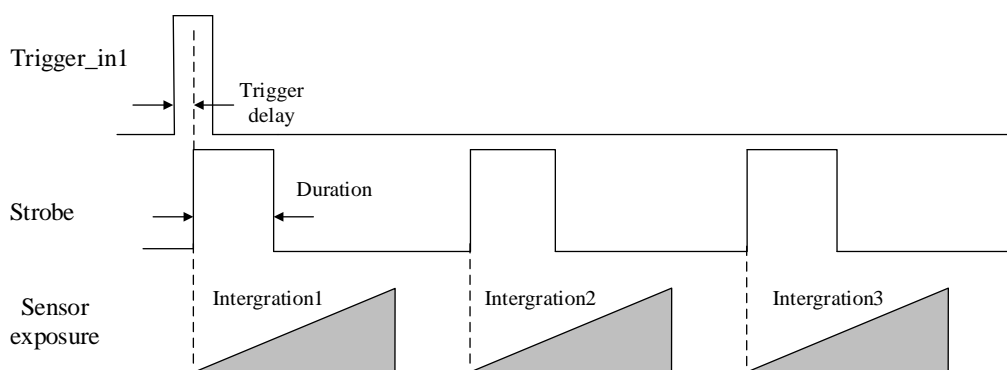 Trigger_in1
Trigger
delay
Duration
Strobe
Intergration1
Intergration2
Intergration3
Sensor
exposure